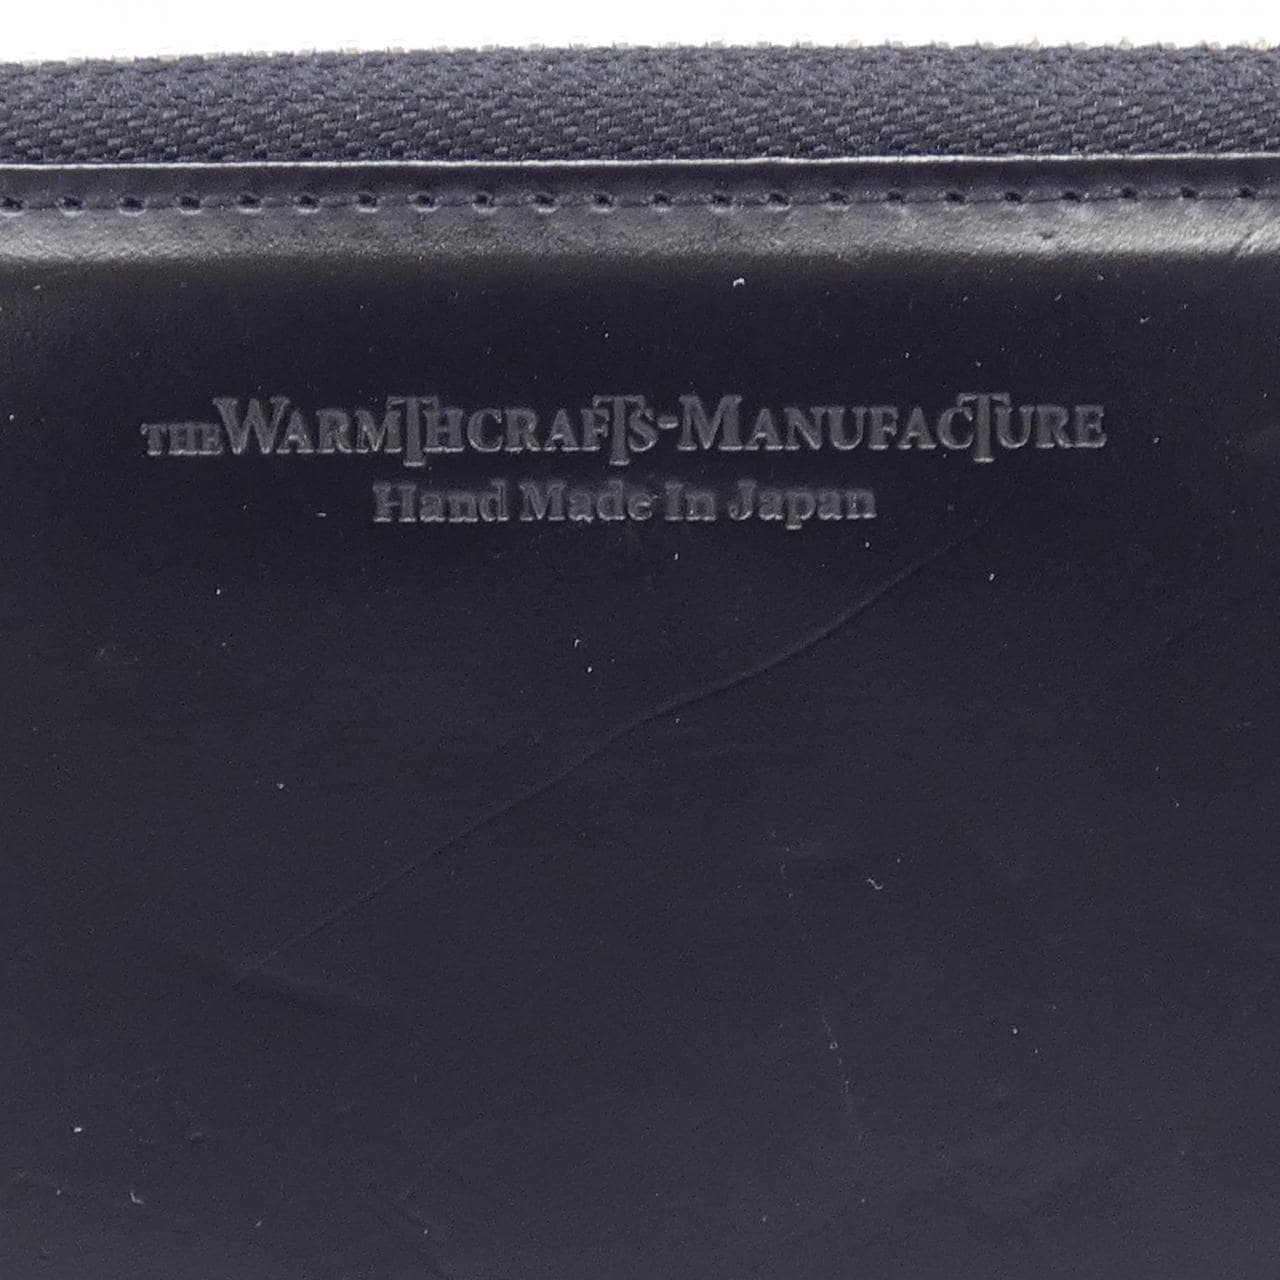 THE WARMTHCRAFTS-MANUFACTURE
Hand Made In Japan